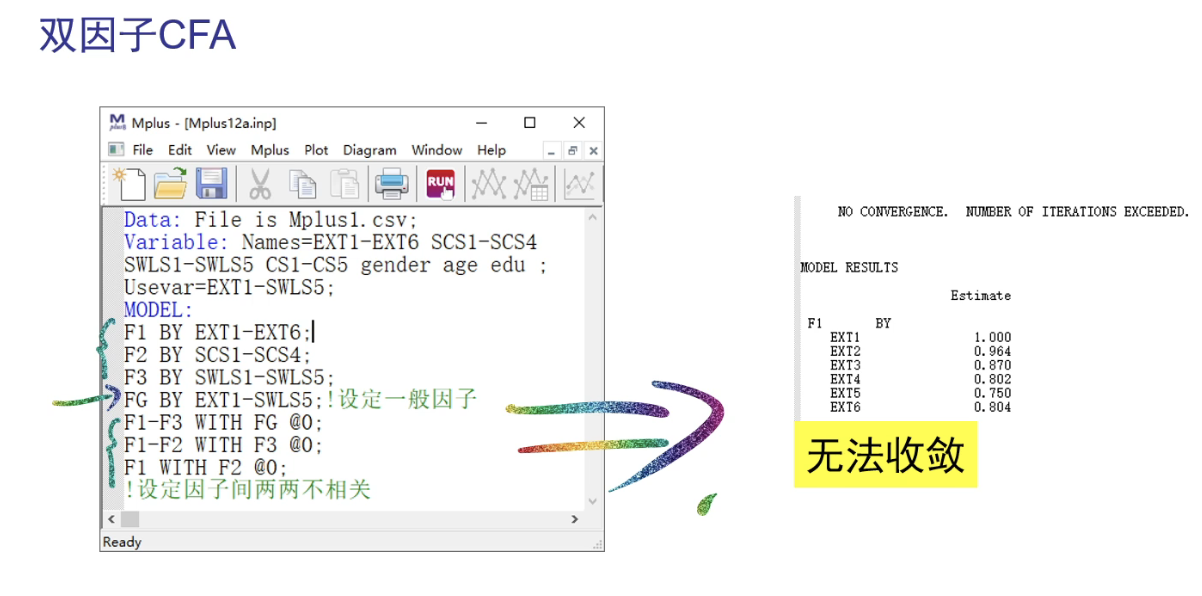 双因子CFA
Mplus - [Mplus12a.inp]
File Edit View Mplus Plot Diagram Window Help
RUN
Data: File is Mplus1.csv;
Variable: Names=EXT1-EXT6 SCS1-SCS4
SWLS1-SWLS5 CS1-CS5 gender age edu ;
Usevar=EXT1-SWLS5;
MODEL:
F1 BY EXT1-EXT6;
F2 BY SCS1-SCS4;
F3 BY SWLS1-SWLS5;
FG BY EXT1-SWLS5;!设定一般因子
F1-F3 WITH FG @0;
F1-F2 WITH F3 @0;
F1 WITH F2 @0;
!设定因子间两两不相关
Ready
NO CONVERGENCE. NUMBER OF ITERATIONS EXCEEDED.
MODEL RESULTS
Estimate
F1 BY
EXT1 1.000
EXT2 0.964
EXT3 0.870
EXT4 0.802
EXT5 0.750
EXT6 0.804
无法收敛